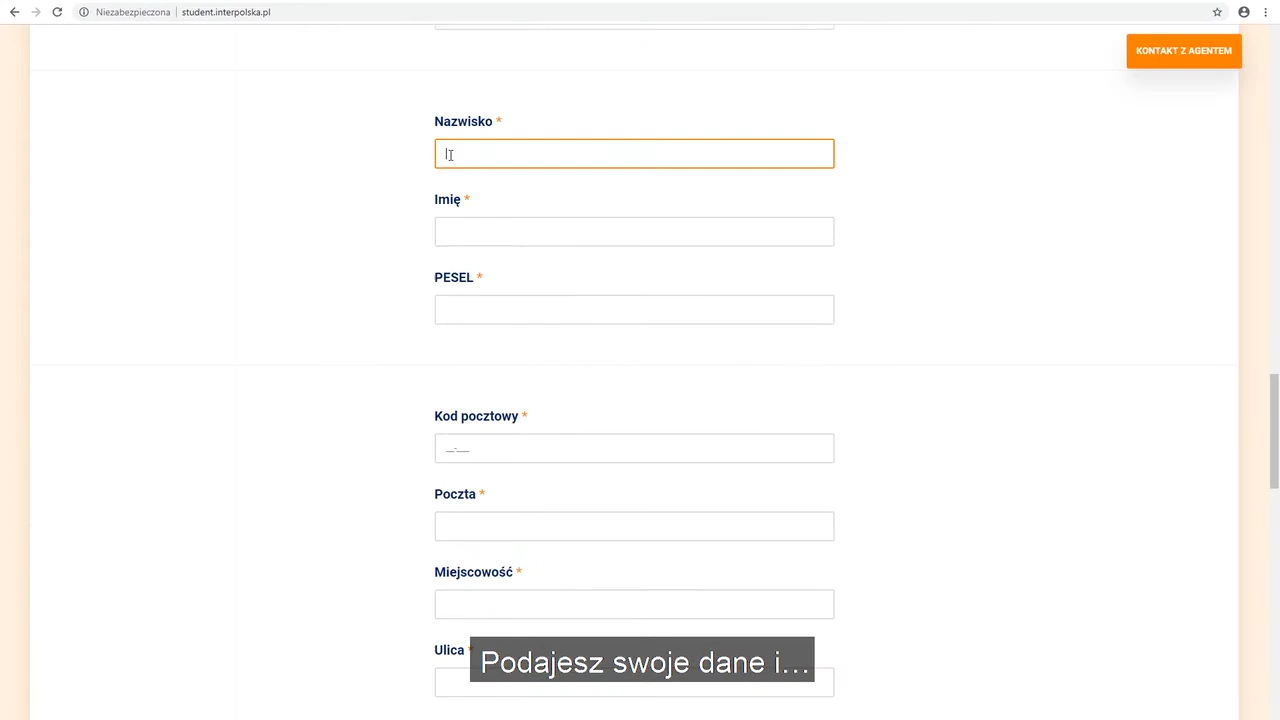 Niezabezpieczona | student.interpolska.pl
KONTAKT Z AGENTEM
Nazwisko *
Imię *
PESEL *
Kod pocztowy *
__-___
Poczta *
Miejscowość *
Ulica *
Podajesz swoje dane i...